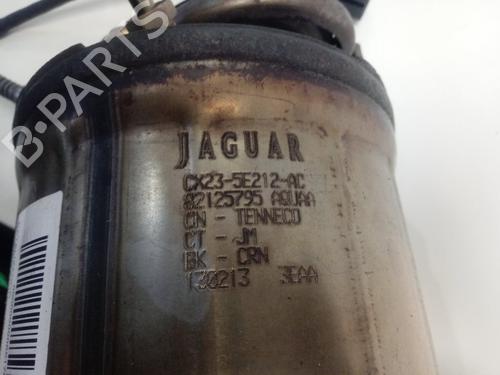 B-PARTS
JAGUAR
CX23-5E212-AC
82125795 AGUAA
CN - TENNECO
CT - JM
BK - CRN
130213 3EAA